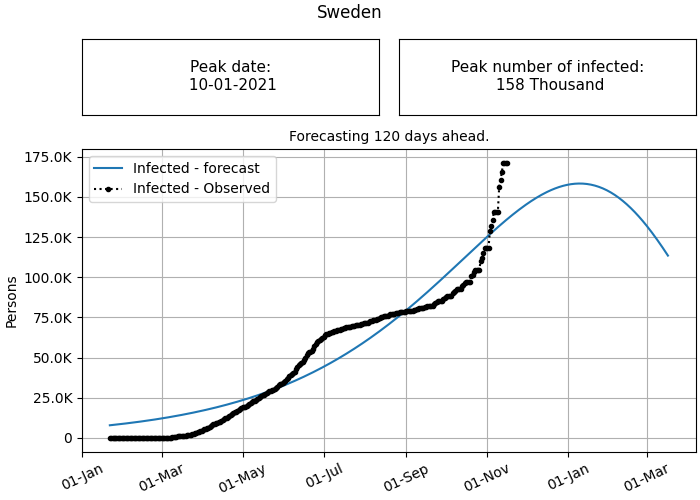 Sweden
Peak date:
10-01-2021
Peak number of infected:
158 Thousand
Forecasting 120 days ahead.
Infected - forecast
Infected - Observed
Persons
175.0K
150.0K
125.0K
100.0K
75.0K
50.0K
25.0K
0
01-Jan
01-Mar
01-May
01-Jul
01-Sep
01-Nov
01-Jan
01-Mar